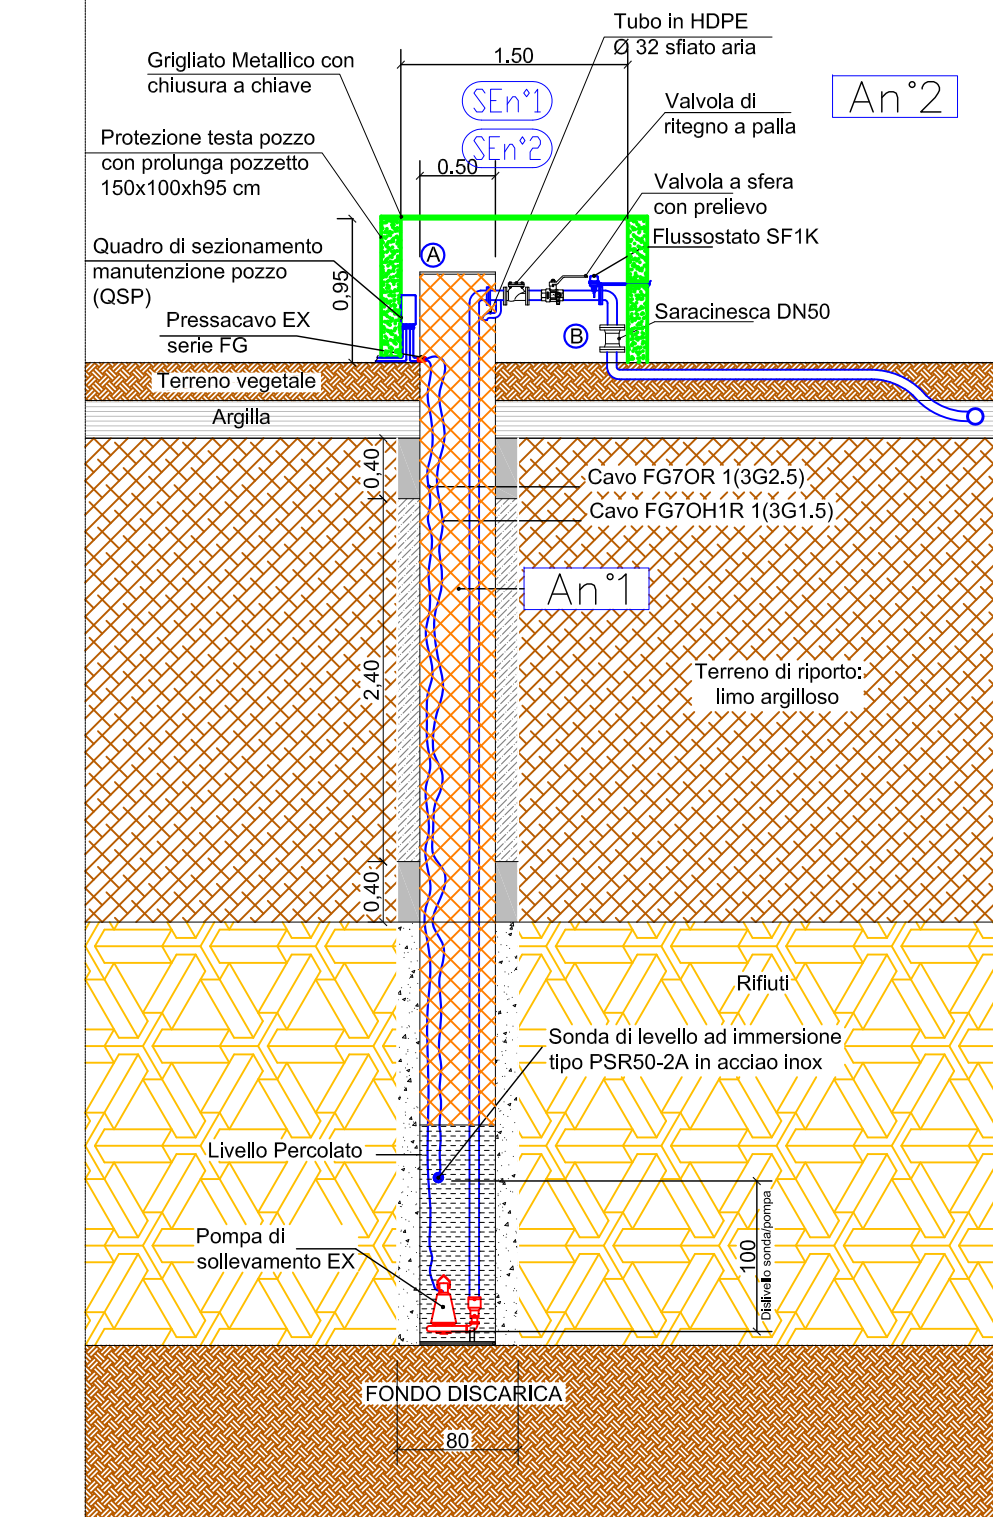 Tubo in HDPE
Ø 32 sfiato aria
1.50
Grigliato Metallico con
chiusura a chiave
SEn°1
An°2
Valvola di
ritegno a palla
Protezione testa pozzo
con prolunga pozzetto
150x100xh95 cm
SEn°2
0.50
Valvola a sfera
con prelievo
Flussostato SF1K
Quadro di sezionamento
manutenzione pozzo
(QSP)
A
0,95
Pressacavo EX
serie FG
B
Saracinesca DN50
Terreno vegetale
Argilla
0,40
Cavo FG7OR 1(3G2.5)
Cavo FG7OH1R 1(3G1.5)
An°1
2,40
Terreno di riporto:
limo argilloso
0,40
Rifiuti
Sonda di levello ad immersione
tipo PSR50-2A in acciao inox
Livello Percolato
Pompa di
sollevamento EX
100
Dislivello sonda/pompa
FONDO DISCARICA
80